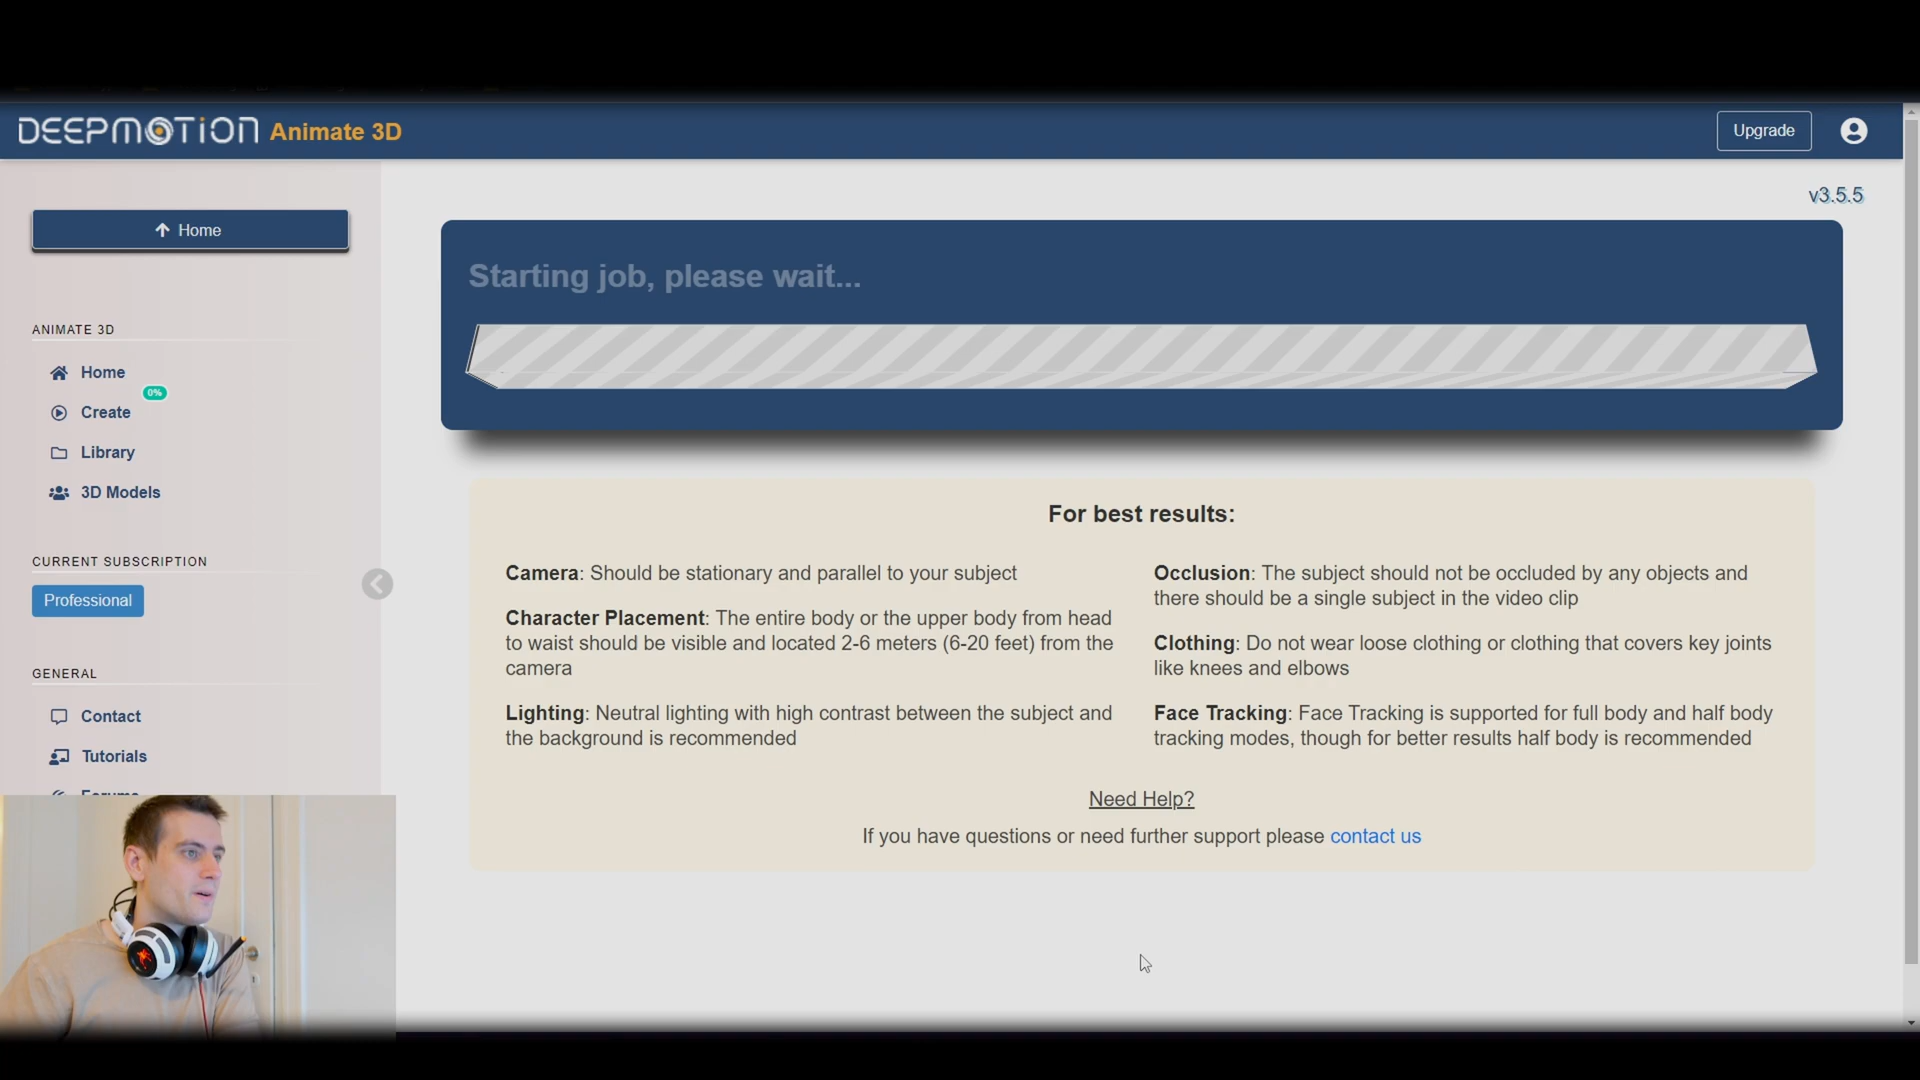 DEEPMOTION Animate 3D
Upgrade
v3.5.5
Home
Starting job, please wait...
ANIMATE 3D
Home
0%
Create
Library
3D Models
CURRENT SUBSCRIPTION
Professional
GENERAL
Contact
Tutorials
Forums
For best results:
Camera: Should be stationary and parallel to your subject
Character Placement: The entire body or the upper body from head
to waist should be visible and located 2-6 meters (6-20 feet) from the
camera
Lighting: Neutral lighting with high contrast between the subject and
the background is recommended
Occlusion: The subject should not be occluded by any objects and
there should be a single subject in the video clip
Clothing: Do not wear loose clothing or clothing that covers key joints
like knees and elbows
Face Tracking: Face Tracking is supported for full body and half body
tracking modes, though for better results half body is recommended
Need Help?
If you have questions or need further support please contact us